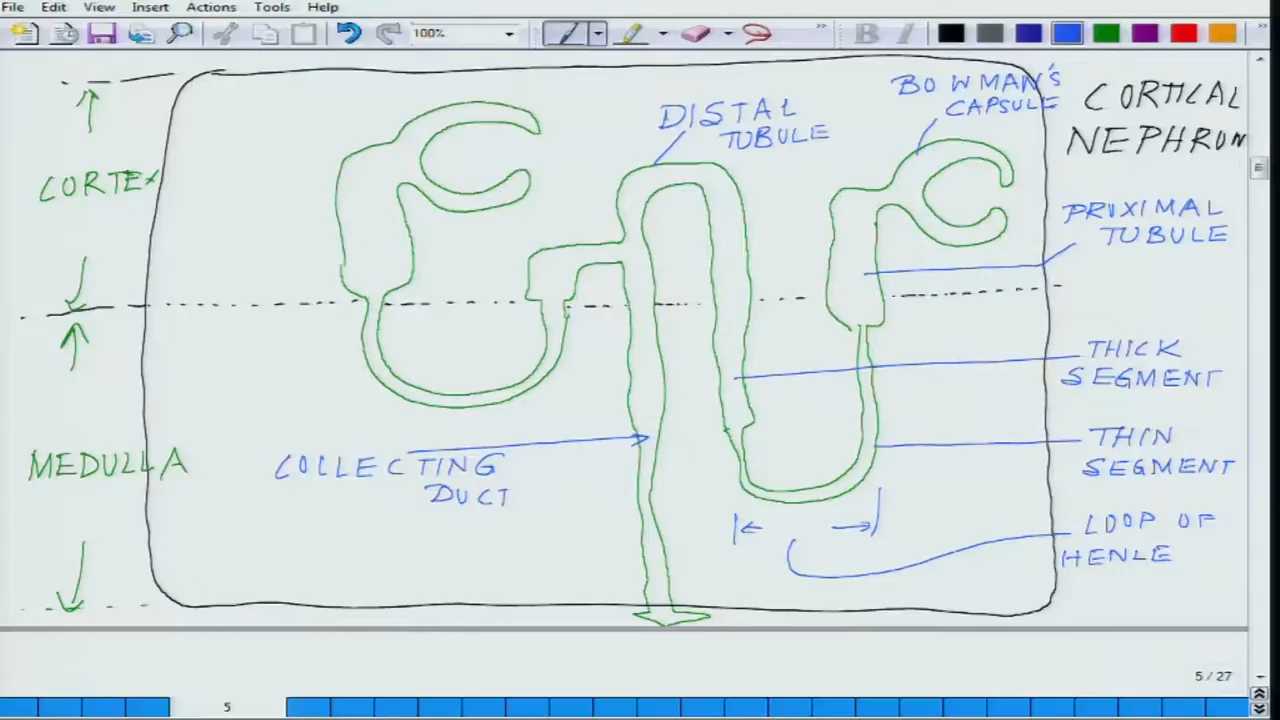 File Edit View Insert Actions Tools Help
100%
BOWMAN'S
CAPSULE
CORTICAL
NEPHRON
DISTAL
TUBULE
CORTEX
PROXIMAL
TUBULE
THICK
SEGMENT
THIN
SEGMENT
MEDULLA
COLLECTING
DUCT
LOOP OF
HENLE
5 / 27
5